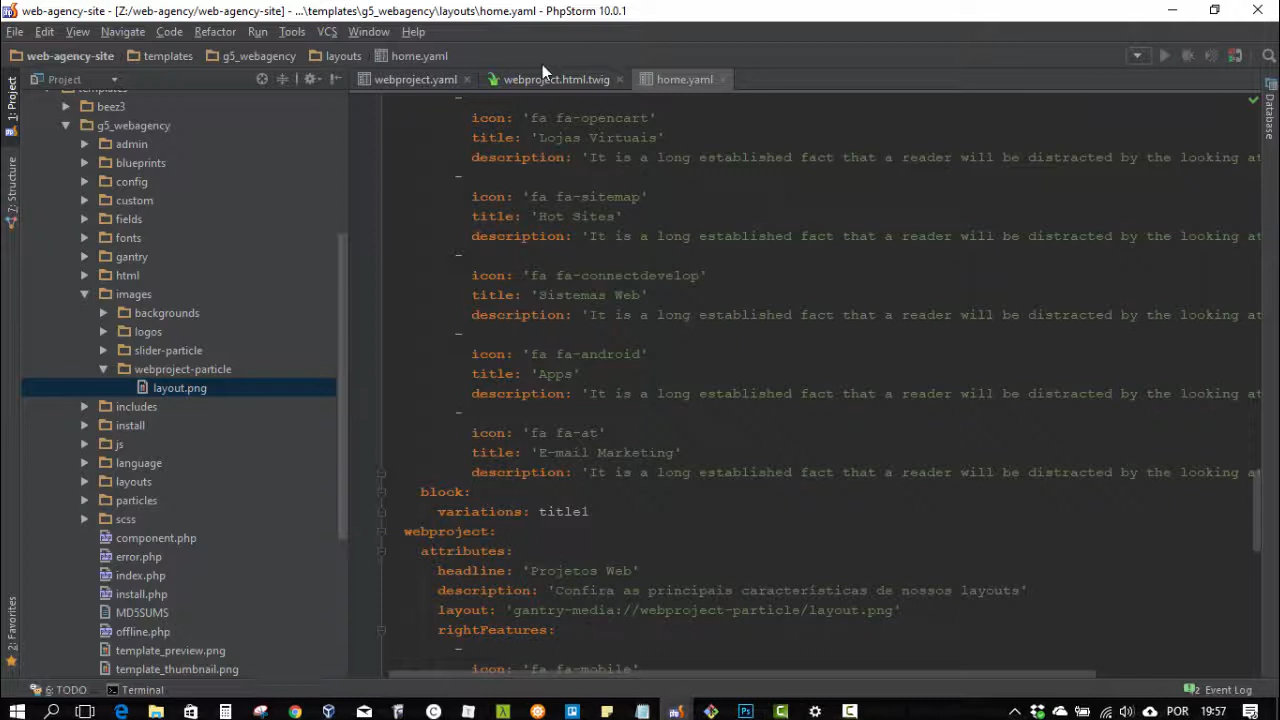 web-agency-site - [Z:/web-agency/web-agency-site] - ...\templates\g5_webagency\layouts\home.yaml - PhpStorm 10.0.1
File Edit View Navigate Code Refactor Run Tools VCS Window Help
web-agency-site templates g5_webagency layouts home.yaml
1: Project
7: Structure
2: Favorites
Project
templates
beez3
g5_webagency
admin
blueprints
config
custom
fields
fonts
gantry
html
images
backgrounds
logos
slider-particle
webproject-particle
layout.png
includes
install
js
language
layouts
particles
scss
component.php
error.php
index.php
install.php
MD5SUMS
offline.php
template_preview.png
template_thumbnail.png
webproject.yaml webproject.html.twig home.yaml
-
icon: 'fa fa-opencart'
title: 'Lojas Virtuais'
description: 'It is a long established fact that a reader will be distracted by the looking at
-
icon: 'fa fa-sitemap'
title: 'Hot Sites'
description: 'It is a long established fact that a reader will be distracted by the looking at
-
icon: 'fa fa-connectdevelop'
title: 'Sistemas Web'
description: 'It is a long established fact that a reader will be distracted by the looking at
-
icon: 'fa fa-android'
title: 'Apps'
description: 'It is a long established fact that a reader will be distracted by the looking at
-
icon: 'fa fa-at'
title: 'E-mail Marketing'
description: 'It is a long established fact that a reader will be distracted by the looking at
block:
variations: title1
webproject:
attributes:
headline: 'Projetos Web'
description: 'Confira as principais características de nossos layouts'
layout: 'gantry-media://webproject-particle/layout.png'
rightFeatures:
-
icon: 'fa fa-mobile'
Database
6: TODO Terminal
2 Event Log
POR 19:57